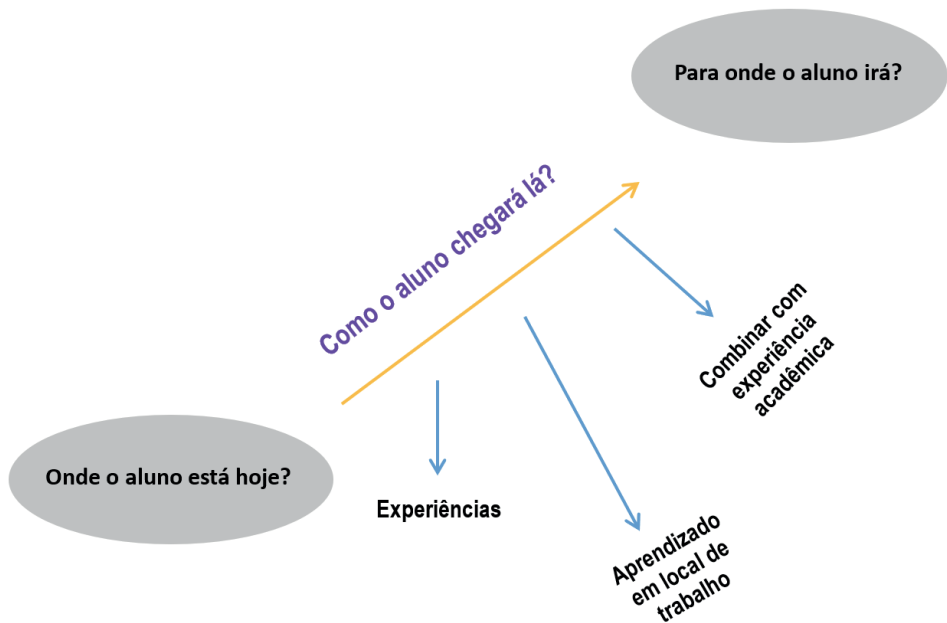 Para onde o aluno irá?
Como o aluno chegará lá?
Combinar com
experiência
acadêmica
Onde o aluno está hoje?
Experiências
Aprendizado
em local de
trabalho